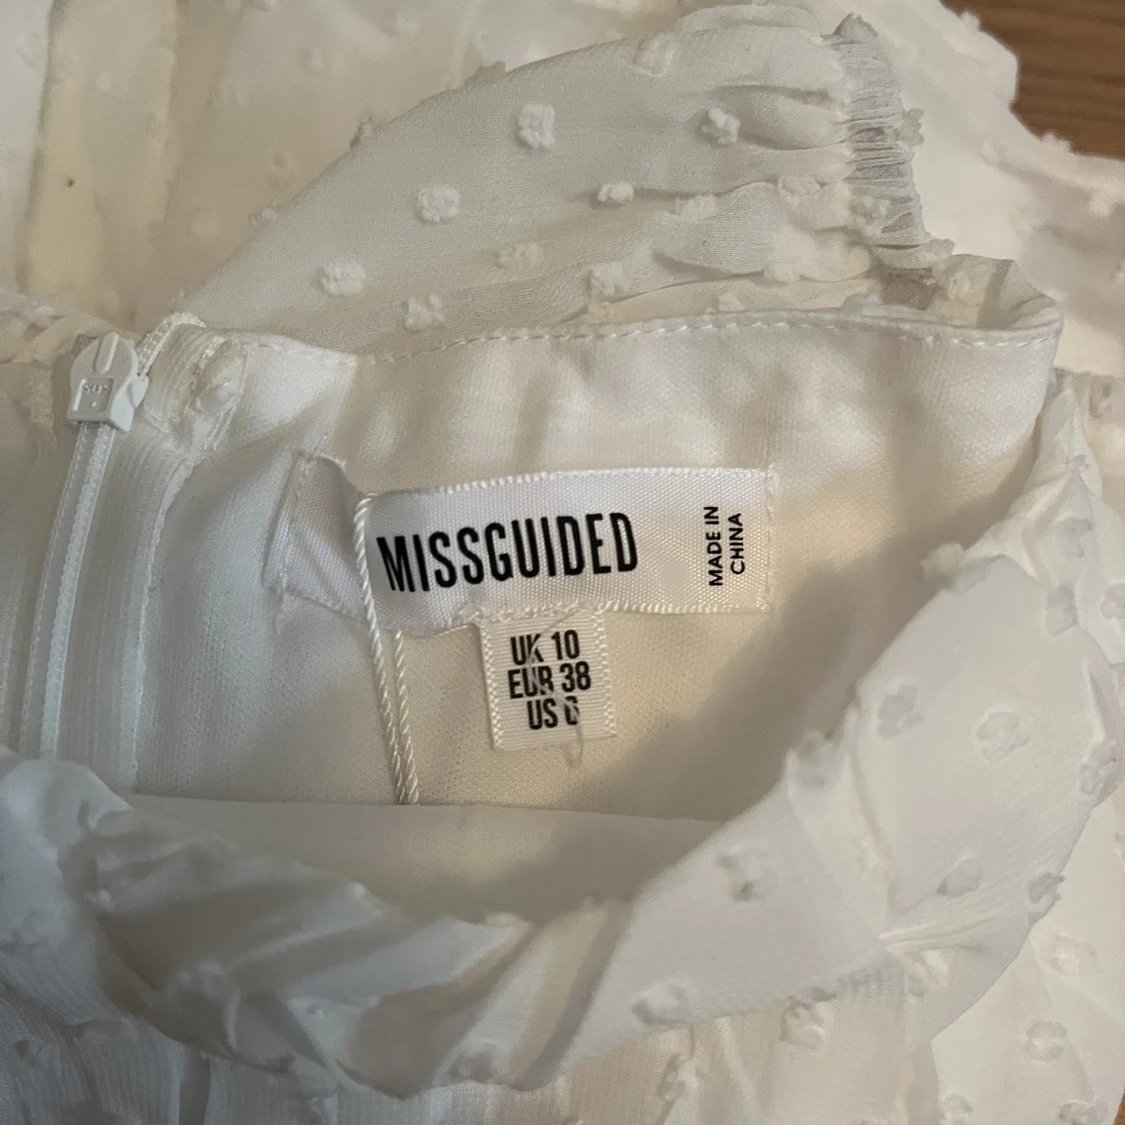 MISSGUIDED
MADE IN
CHINA
UK 10
EUR 38
US 6